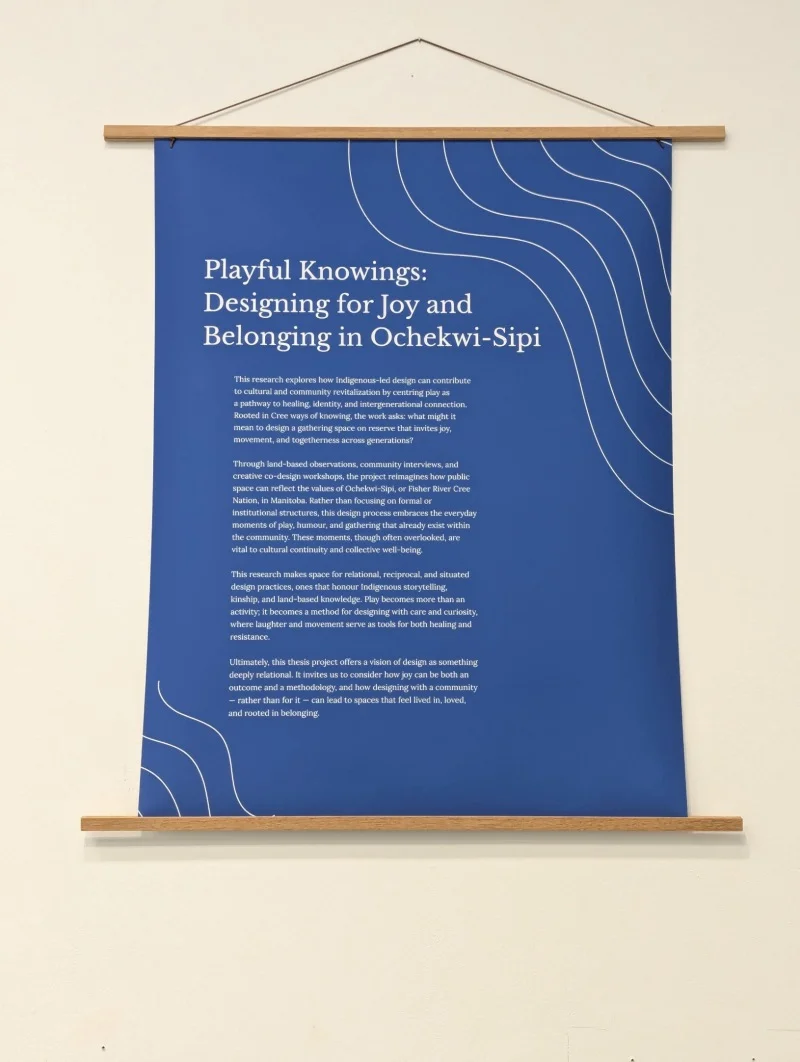 Playful Knowings:
Designing for Joy and
Belonging in Ochekwi-Sipi
This research explores how Indigenous-led design can contribute
to cultural and community revitalization by centring play as
a pathway to healing, identity, and intergenerational connection.
Rooted in Cree ways of knowing, the work asks: what might it
mean to design a gathering space on reserve that invites joy,
movement, and togetherness across generations?
Through land-based observations, community interviews, and
creative co-design workshops, the project reimagines how public
space can reflect the values of Ochekwi-Sipi, or Fisher River Cree
Nation, in Manitoba. Rather than focusing on formal or
institutional structures, this design process embraces the everyday
moments of play, humour, and gathering that already exist within
the community. These moments, though often overlooked, are
vital to cultural continuity and collective well-being.
This research makes space for relational, reciprocal, and situated
design practices, ones that honour Indigenous storytelling,
kinship, and land-based knowledge. Play becomes more than an
activity; it becomes a method for designing with care and curiosity,
where laughter and movement serve as tools for both healing and
resistance.
Ultimately, this thesis project offers a vision of design as something
deeply relational. It invites us to consider how joy can be both an
outcome and a methodology, and how designing with a community
— rather than for it — can lead to spaces that feel lived in, loved,
and rooted in belonging.